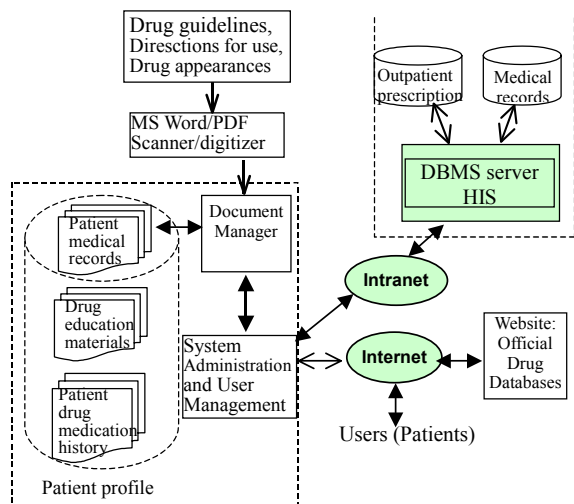 Drug guidelines,
Directions for use,
Drug appearances
MS Word/PDF
Scanner/digitizer
Outpatient
prescription
Medical
records
DBMS server
HIS
Document
Manager
Patient
medical
records
Intranet
Drug
education
materials
System
Administration
and User
Management
Internet
Website:
Official
Drug
Databases
Patient
drug
medication
history
Users (Patients)
Patient profile